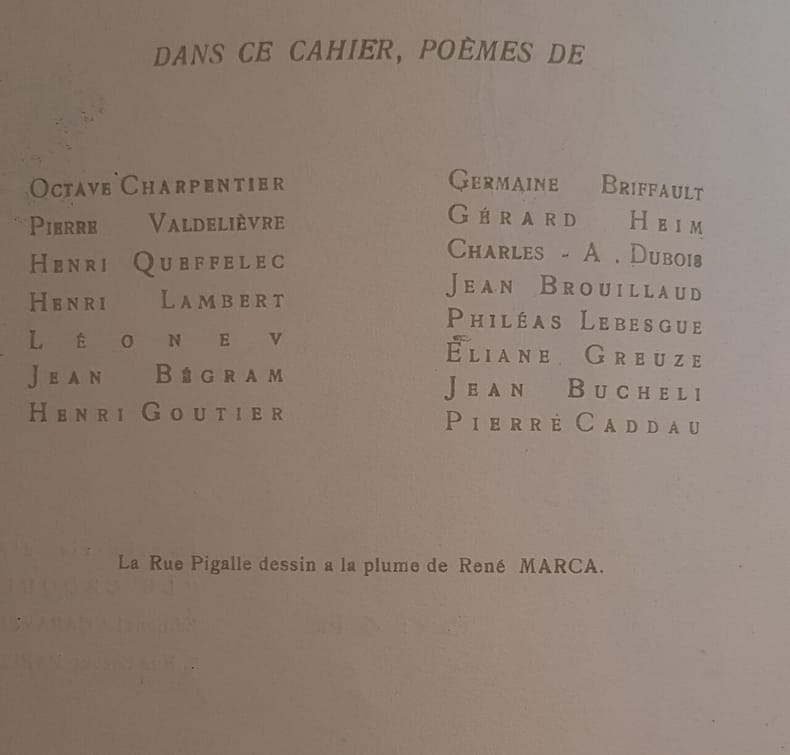 DANS CE CAHIER, POÈMES DE
OCTAVE CHARPENTIER
PIERRE VALDELIÈVRE
HENRI QUEFFELEC
HENRI LAMBERT
LÉONEV
JEAN BÉGRAM
HENRI GOUTIER
GERMAINE BRIFFAULT
GÉRARD HEIM
CHARLES - A. DUBOIS
JEAN BROUILLAUD
PHILÉAS LEBESGUE
ÉLIANE GREUZE
JEAN BUCHELI
PIERRE CADDAU
La Rue Pigalle dessin a la plume de René MARCA.